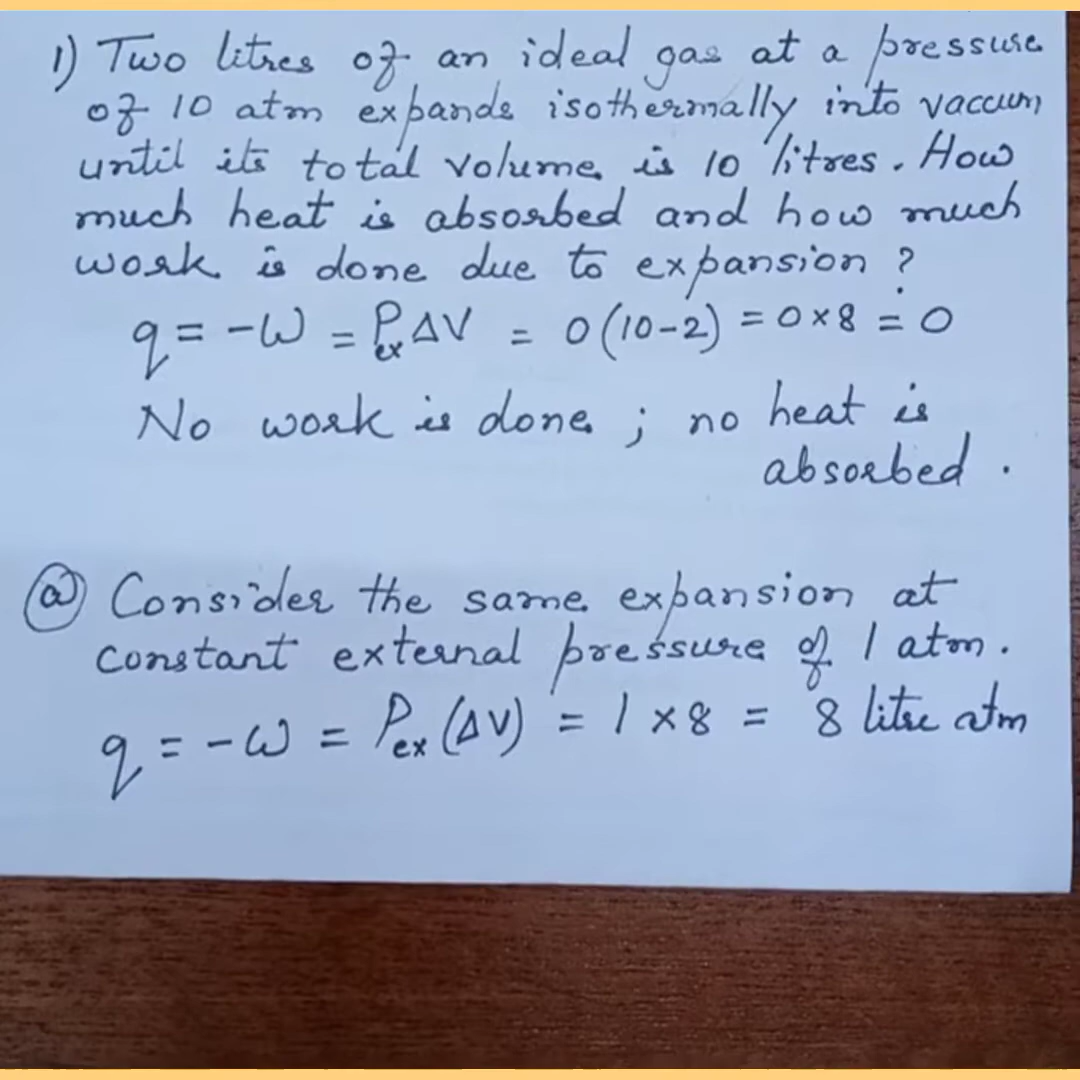 1) Two litres of an ideal gas at a pressure
of 10 atm expands isothermally into vaccum
until its total volume is 10 litres. How
much heat is absorbed and how much
work is done due to expansion ?
q = -W = PexΔV = 0(10-2) = 0×8 = 0
No work is done ; no heat is
absorbed .
(a) Consider the same expansion at
constant external pressure of 1 atm.
q = -W = Pex(ΔV) = 1 × 8 = 8 litre atm